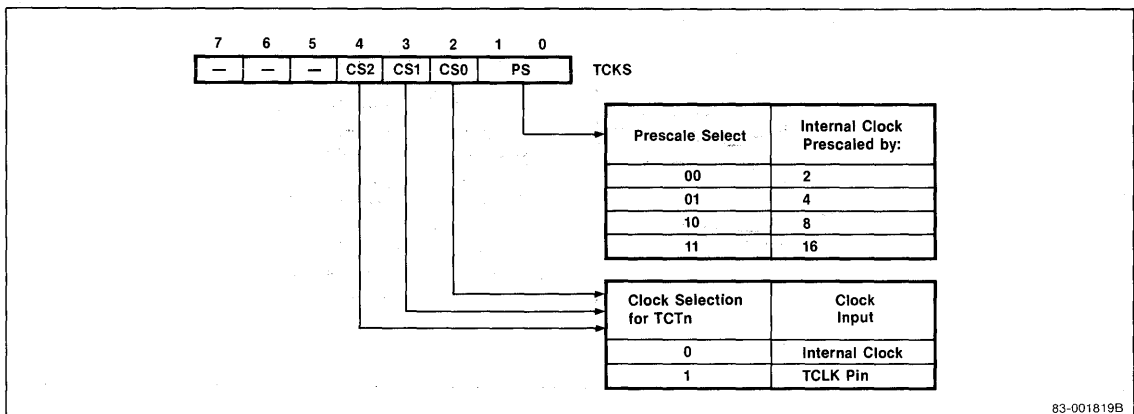 7 6 5 4 3 2 1 0
— — — CS2 CS1 CS0 PS TCKS
Prescale Select Internal Clock Prescaled by:
00 2
01 4
10 8
11 16
Clock Selection for TCTn Clock Input
0 Internal Clock
1 TCLK Pin
83-001819B